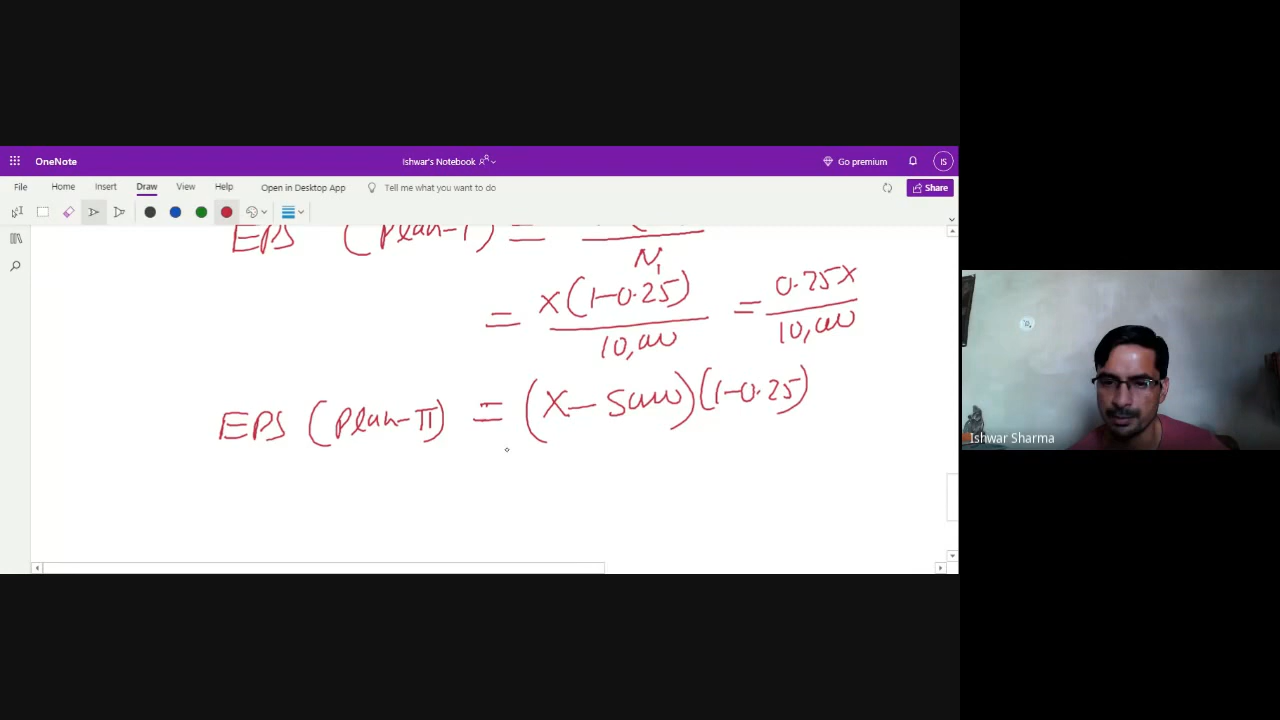 OneNote
Ishwar's Notebook
Go premium
IS
File Home Insert Draw View Help Open in Desktop App Tell me what you want to do
Share
EPS (Plan-I) =
N1
= X(1-0.25) / 10,000 = 0.25X / 10,000
EPS (Plan-II) = (X-5000)(1-0.25)
Ishwar Sharma